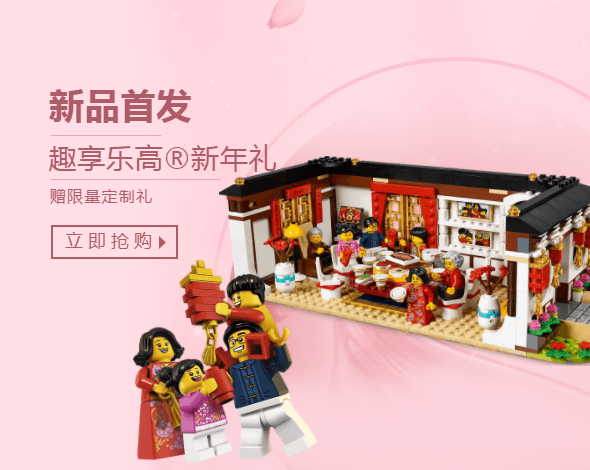 新品首发
趣享乐高®新年礼
赠限量定制礼
立即抢购